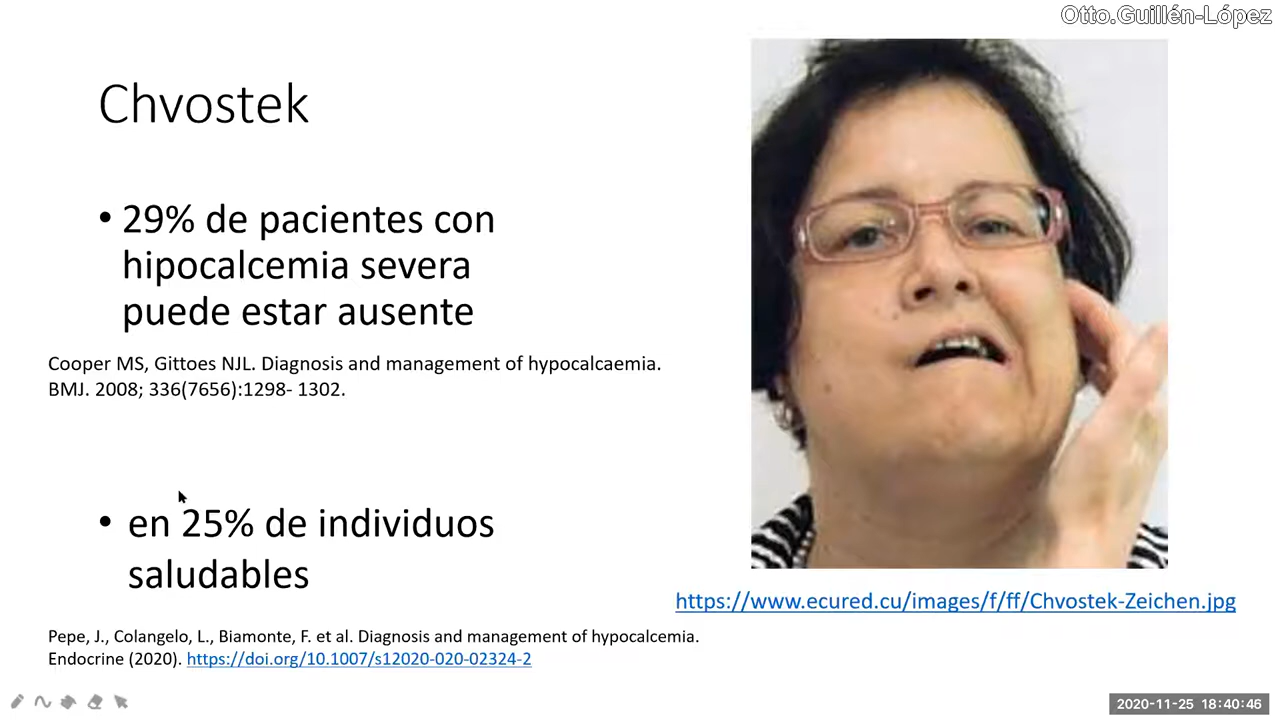 Otto.Guillén-López
Chvostek
• 29% de pacientes con
hipocalcemia severa
puede estar ausente
Cooper MS, Gittoes NJL. Diagnosis and management of hypocalcaemia.
BMJ. 2008; 336(7656):1298- 1302.
• en 25% de individuos
saludables
https://www.ecured.cu/images/f/ff/Chvostek-Zeichen.jpg
Pepe, J., Colangelo, L., Biamonte, F. et al. Diagnosis and management of hypocalcemia.
Endocrine (2020). https://doi.org/10.1007/s12020-020-02324-2
2020-11-25 18:40:46